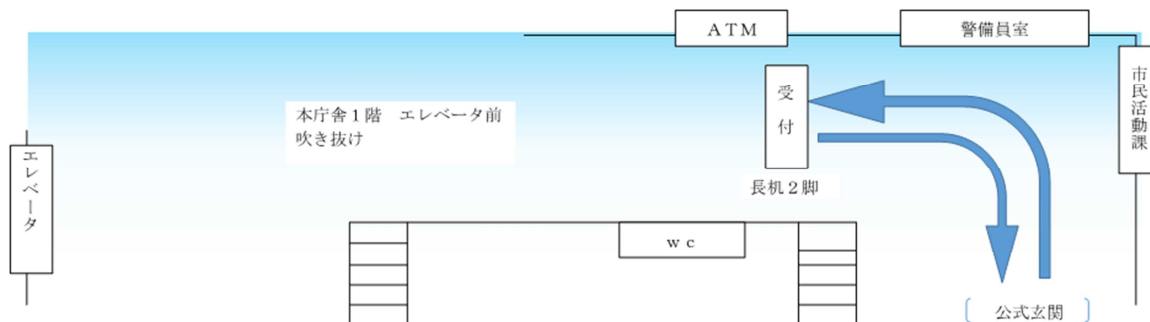 ATM
警備員室
市民活動課
受付
本庁舎1階　エレベータ前
吹き抜け
エレベータ
長机2脚
wc
公式玄関